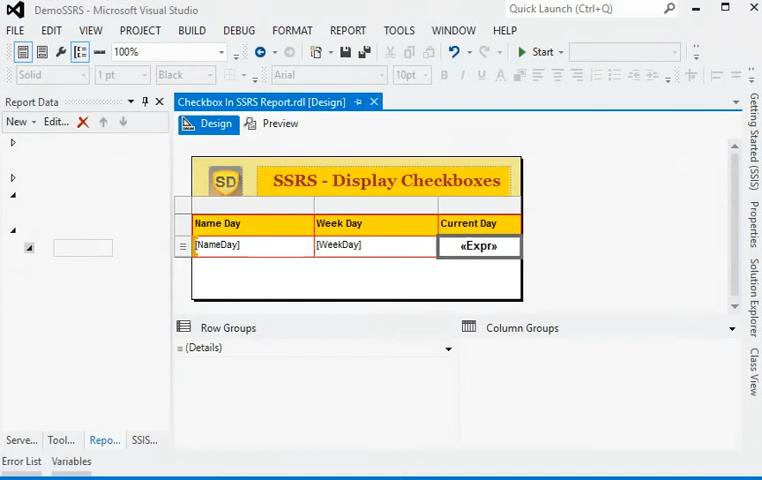 DemoSSRS - Microsoft Visual Studio
Quick Launch (Ctrl+Q)
FILE EDIT VIEW PROJECT BUILD DEBUG FORMAT REPORT TOOLS WINDOW HELP
100% Start
Solid 1 pt Black Arial 10pt B I U A
Report Data
Checkbox In SSRS Report.rdl [Design]
New Edit...
Design Preview
SD SSRS - Display Checkboxes
Name Day Week Day Current Day
[NameDay] [WeekDay] «Expr»
Row Groups Column Groups
(Details)
Getting Started (SSIS)
Properties
Solution Explorer
Class View
Serve... Tool... Repo... SSIS...
Error List Variables